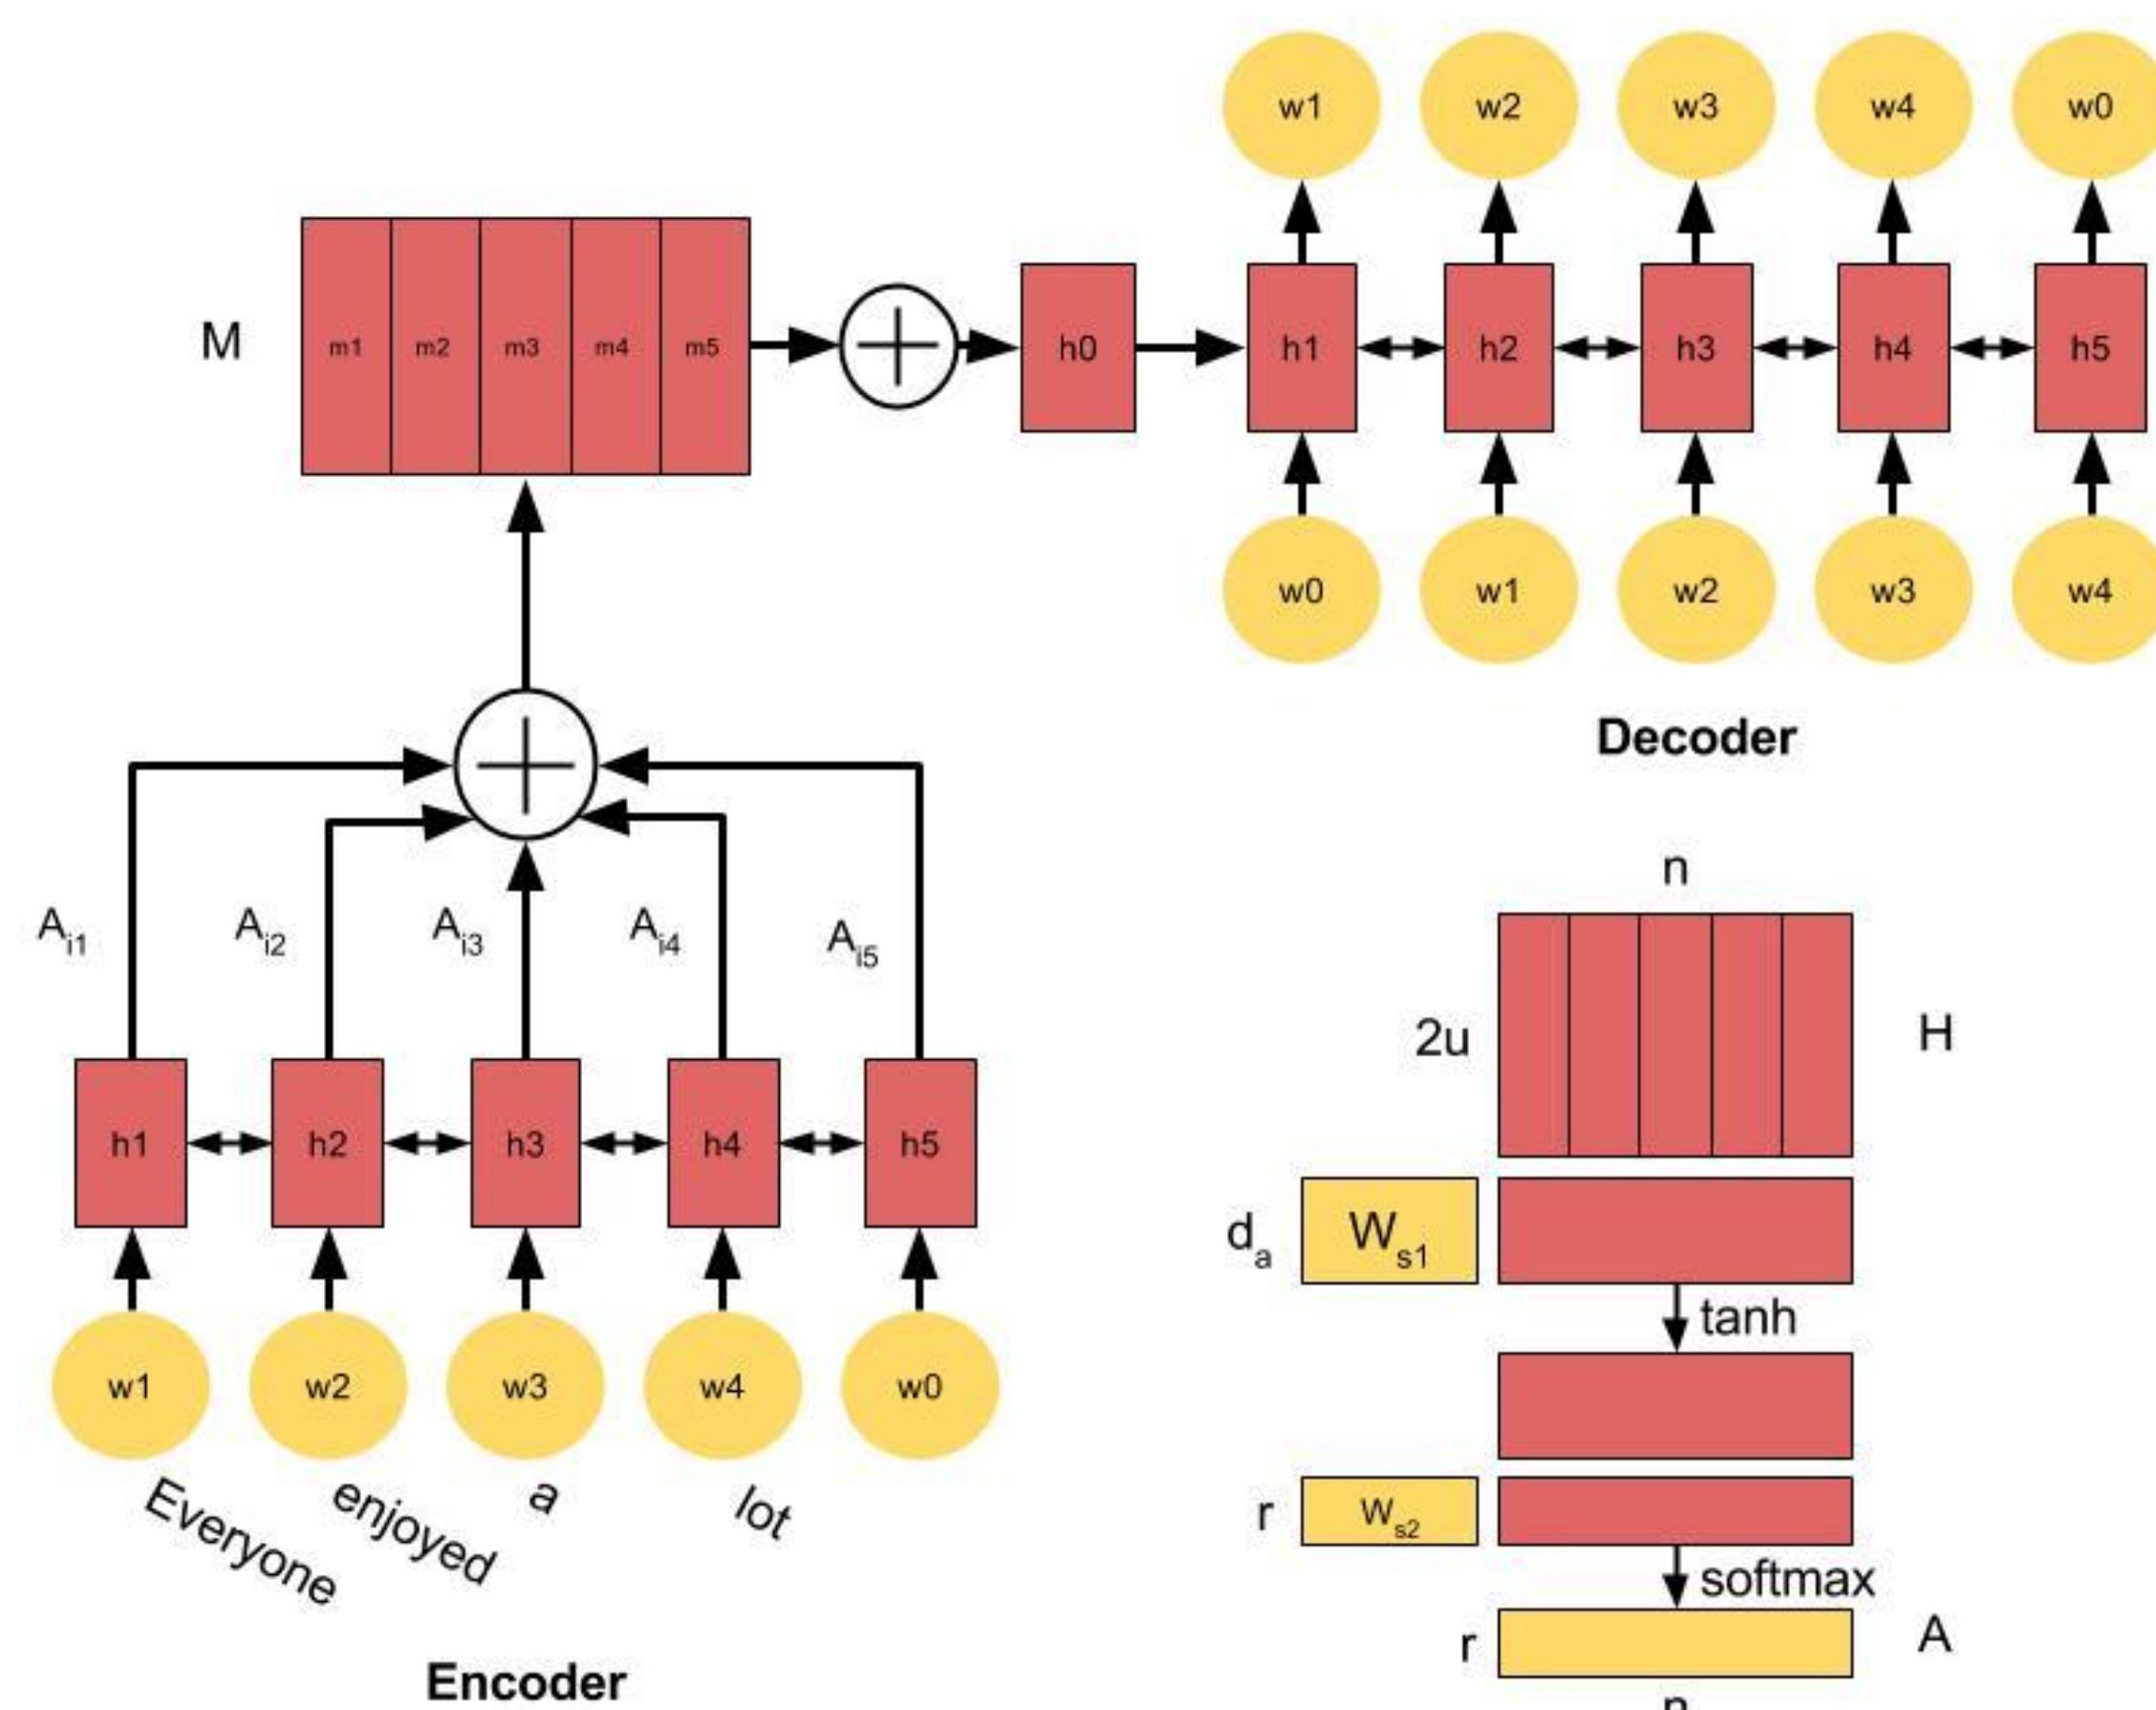 w1 w2 w3 w4 w0
M m1 m2 m3 m4 m5 h0 h1 h2 h3 h4 h5
w0 w1 w2 w3 w4
Decoder
n
A_i1 A_i2 A_i3 A_i4 A_i5
2u H
h1 h2 h3 h4 h5
d_a W_s1
tanh
w1 w2 w3 w4 w0
Everyone enjoyed a lot
r W_s2
softmax
r A
Encoder
n